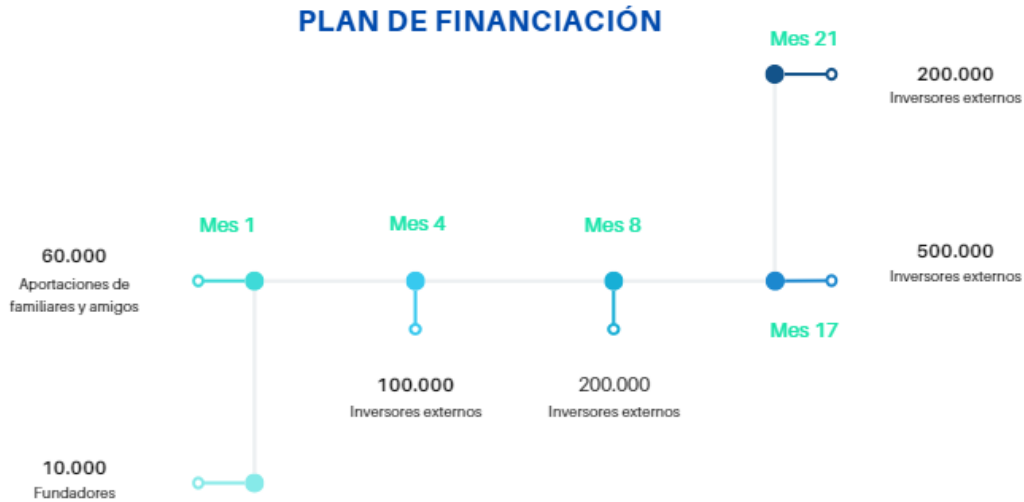 PLAN DE FINANCIACIÓN
Mes 21
200.000
Inversores externos
Mes 1
Mes 4
Mes 8
60.000
Aportaciones de
familiares y amigos
500.000
Inversores externos
Mes 17
100.000
Inversores externos
200.000
Inversores externos
10.000
Fundadores